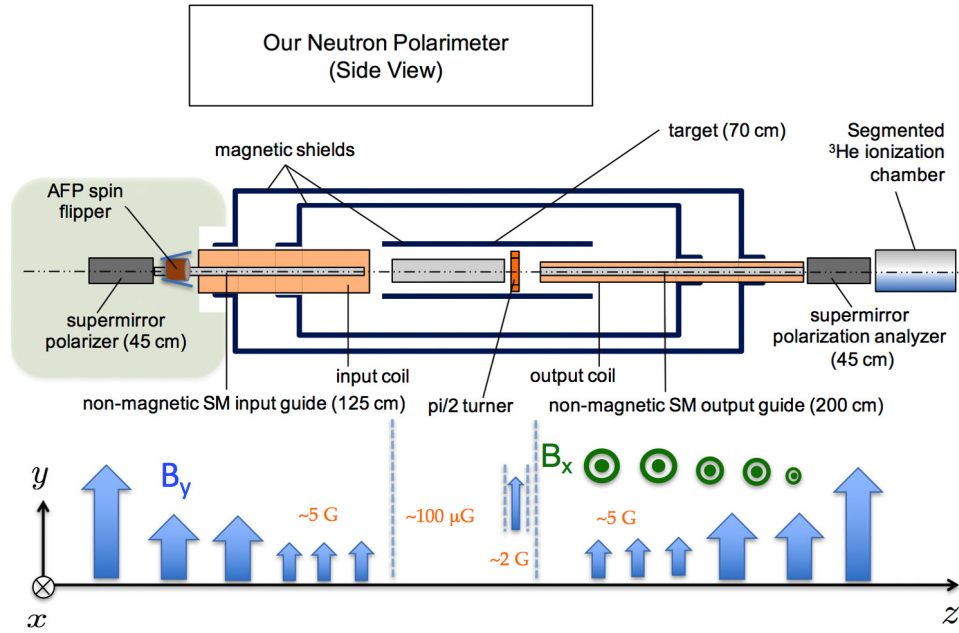 Our Neutron Polarimeter
(Side View)
target (70 cm)
Segmented
³He ionization
chamber
magnetic shields
AFP spin
flipper
supermirror
polarizer (45 cm)
supermirror
polarization analyzer
(45 cm)
input coil
output coil
non-magnetic SM input guide (125 cm)
pi/2 turner
non-magnetic SM output guide (200 cm)
y
B_y
~5 G
~100 μG
~2 G
B_x
~5 G
x
z